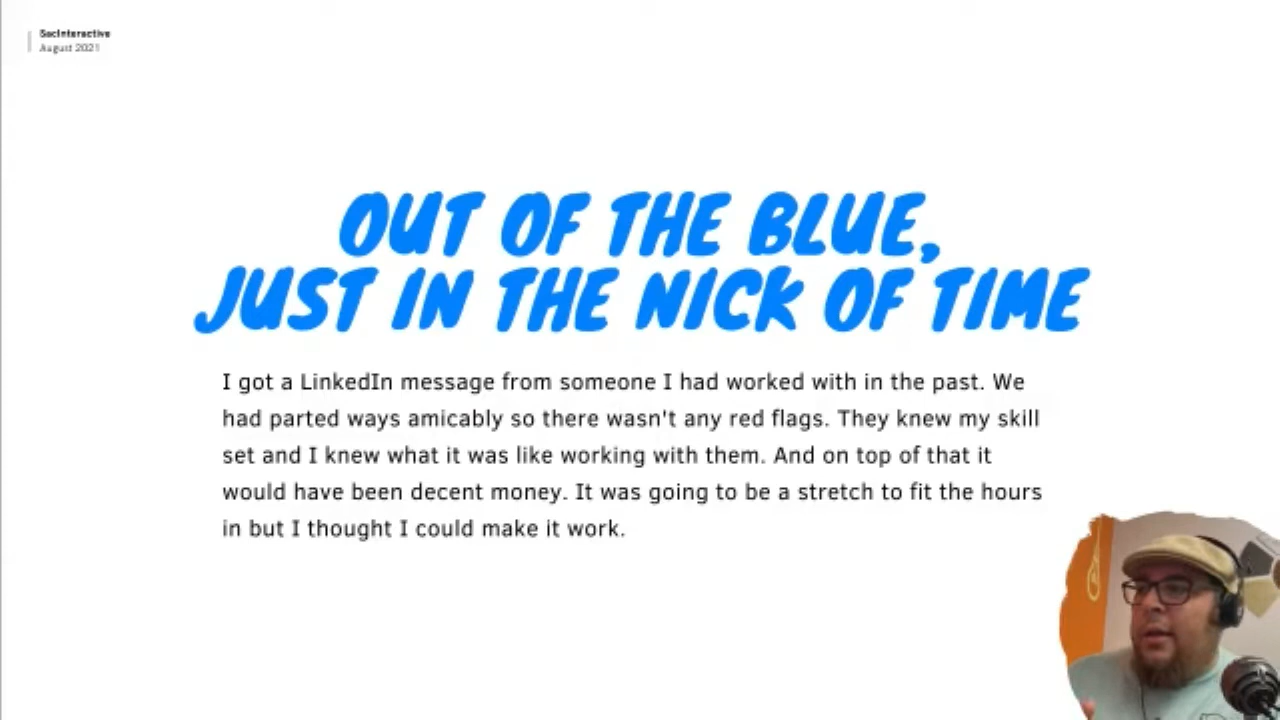 SacInteractive
August 2021
OUT OF THE BLUE,
JUST IN THE NICK OF TIME
I got a LinkedIn message from someone I had worked with in the past. We
had parted ways amicably so there wasn't any red flags. They knew my skill
set and I knew what it was like working with them. And on top of that it
would have been decent money. It was going to be a stretch to fit the hours
in but I thought I could make it work.